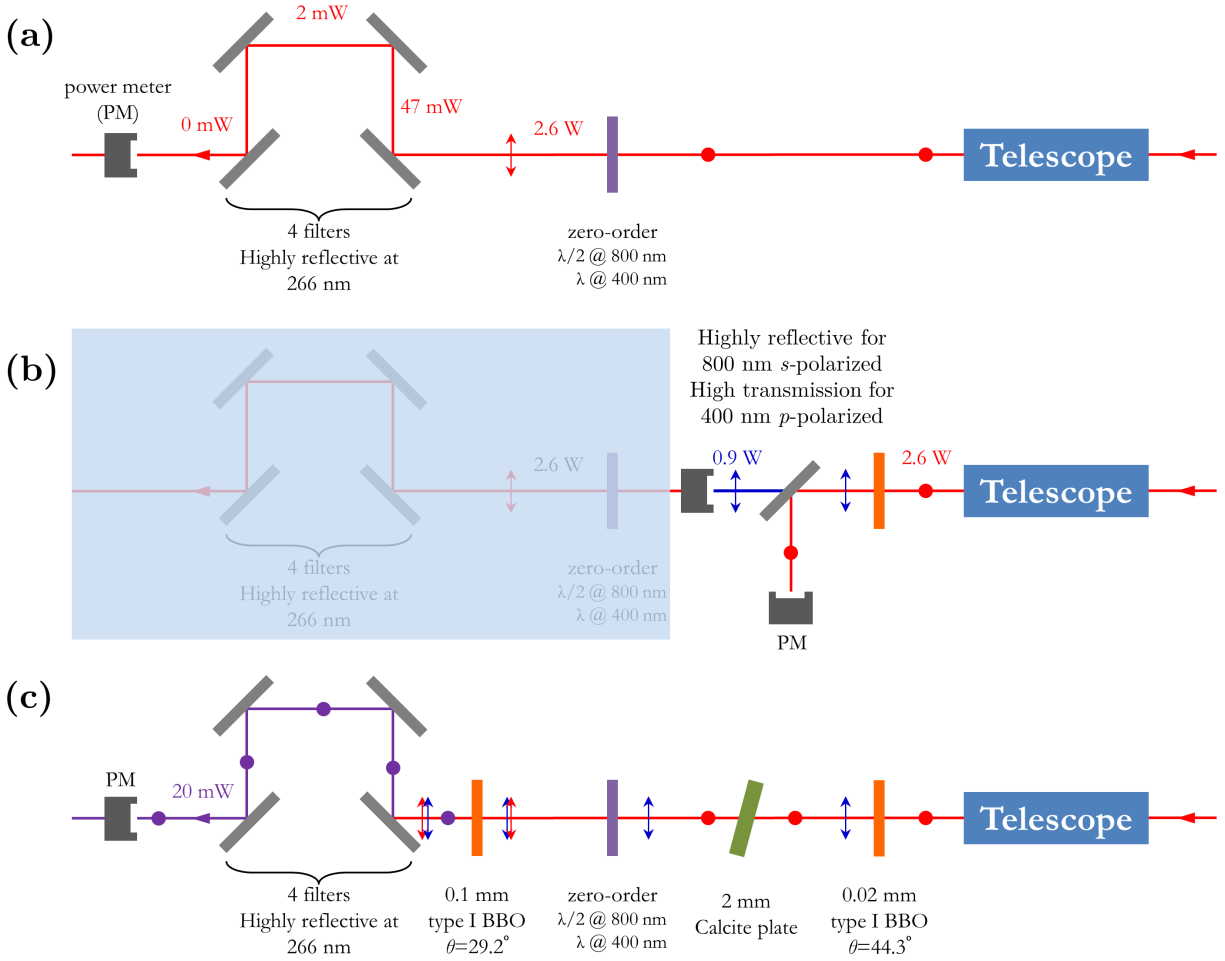 (a)
2 mW
power meter
(PM)
0 mW
47 mW
2.6 W
Telescope
4 filters
Highly reflective at
266 nm
zero-order
λ/2 @ 800 nm
λ @ 400 nm
(b)
Highly reflective for
800 nm s-polarized
High transmission for
400 nm p-polarized
2.6 W
0.9 W
2.6 W
Telescope
4 filters
Highly reflective at
266 nm
zero-order
λ/2 @ 800 nm
λ @ 400 nm
PM
(c)
PM
20 mW
Telescope
4 filters
Highly reflective at
266 nm
0.1 mm
type I BBO
θ=29.2°
zero-order
λ/2 @ 800 nm
λ @ 400 nm
2 mm
Calcite plate
0.02 mm
type I BBO
θ=44.3°